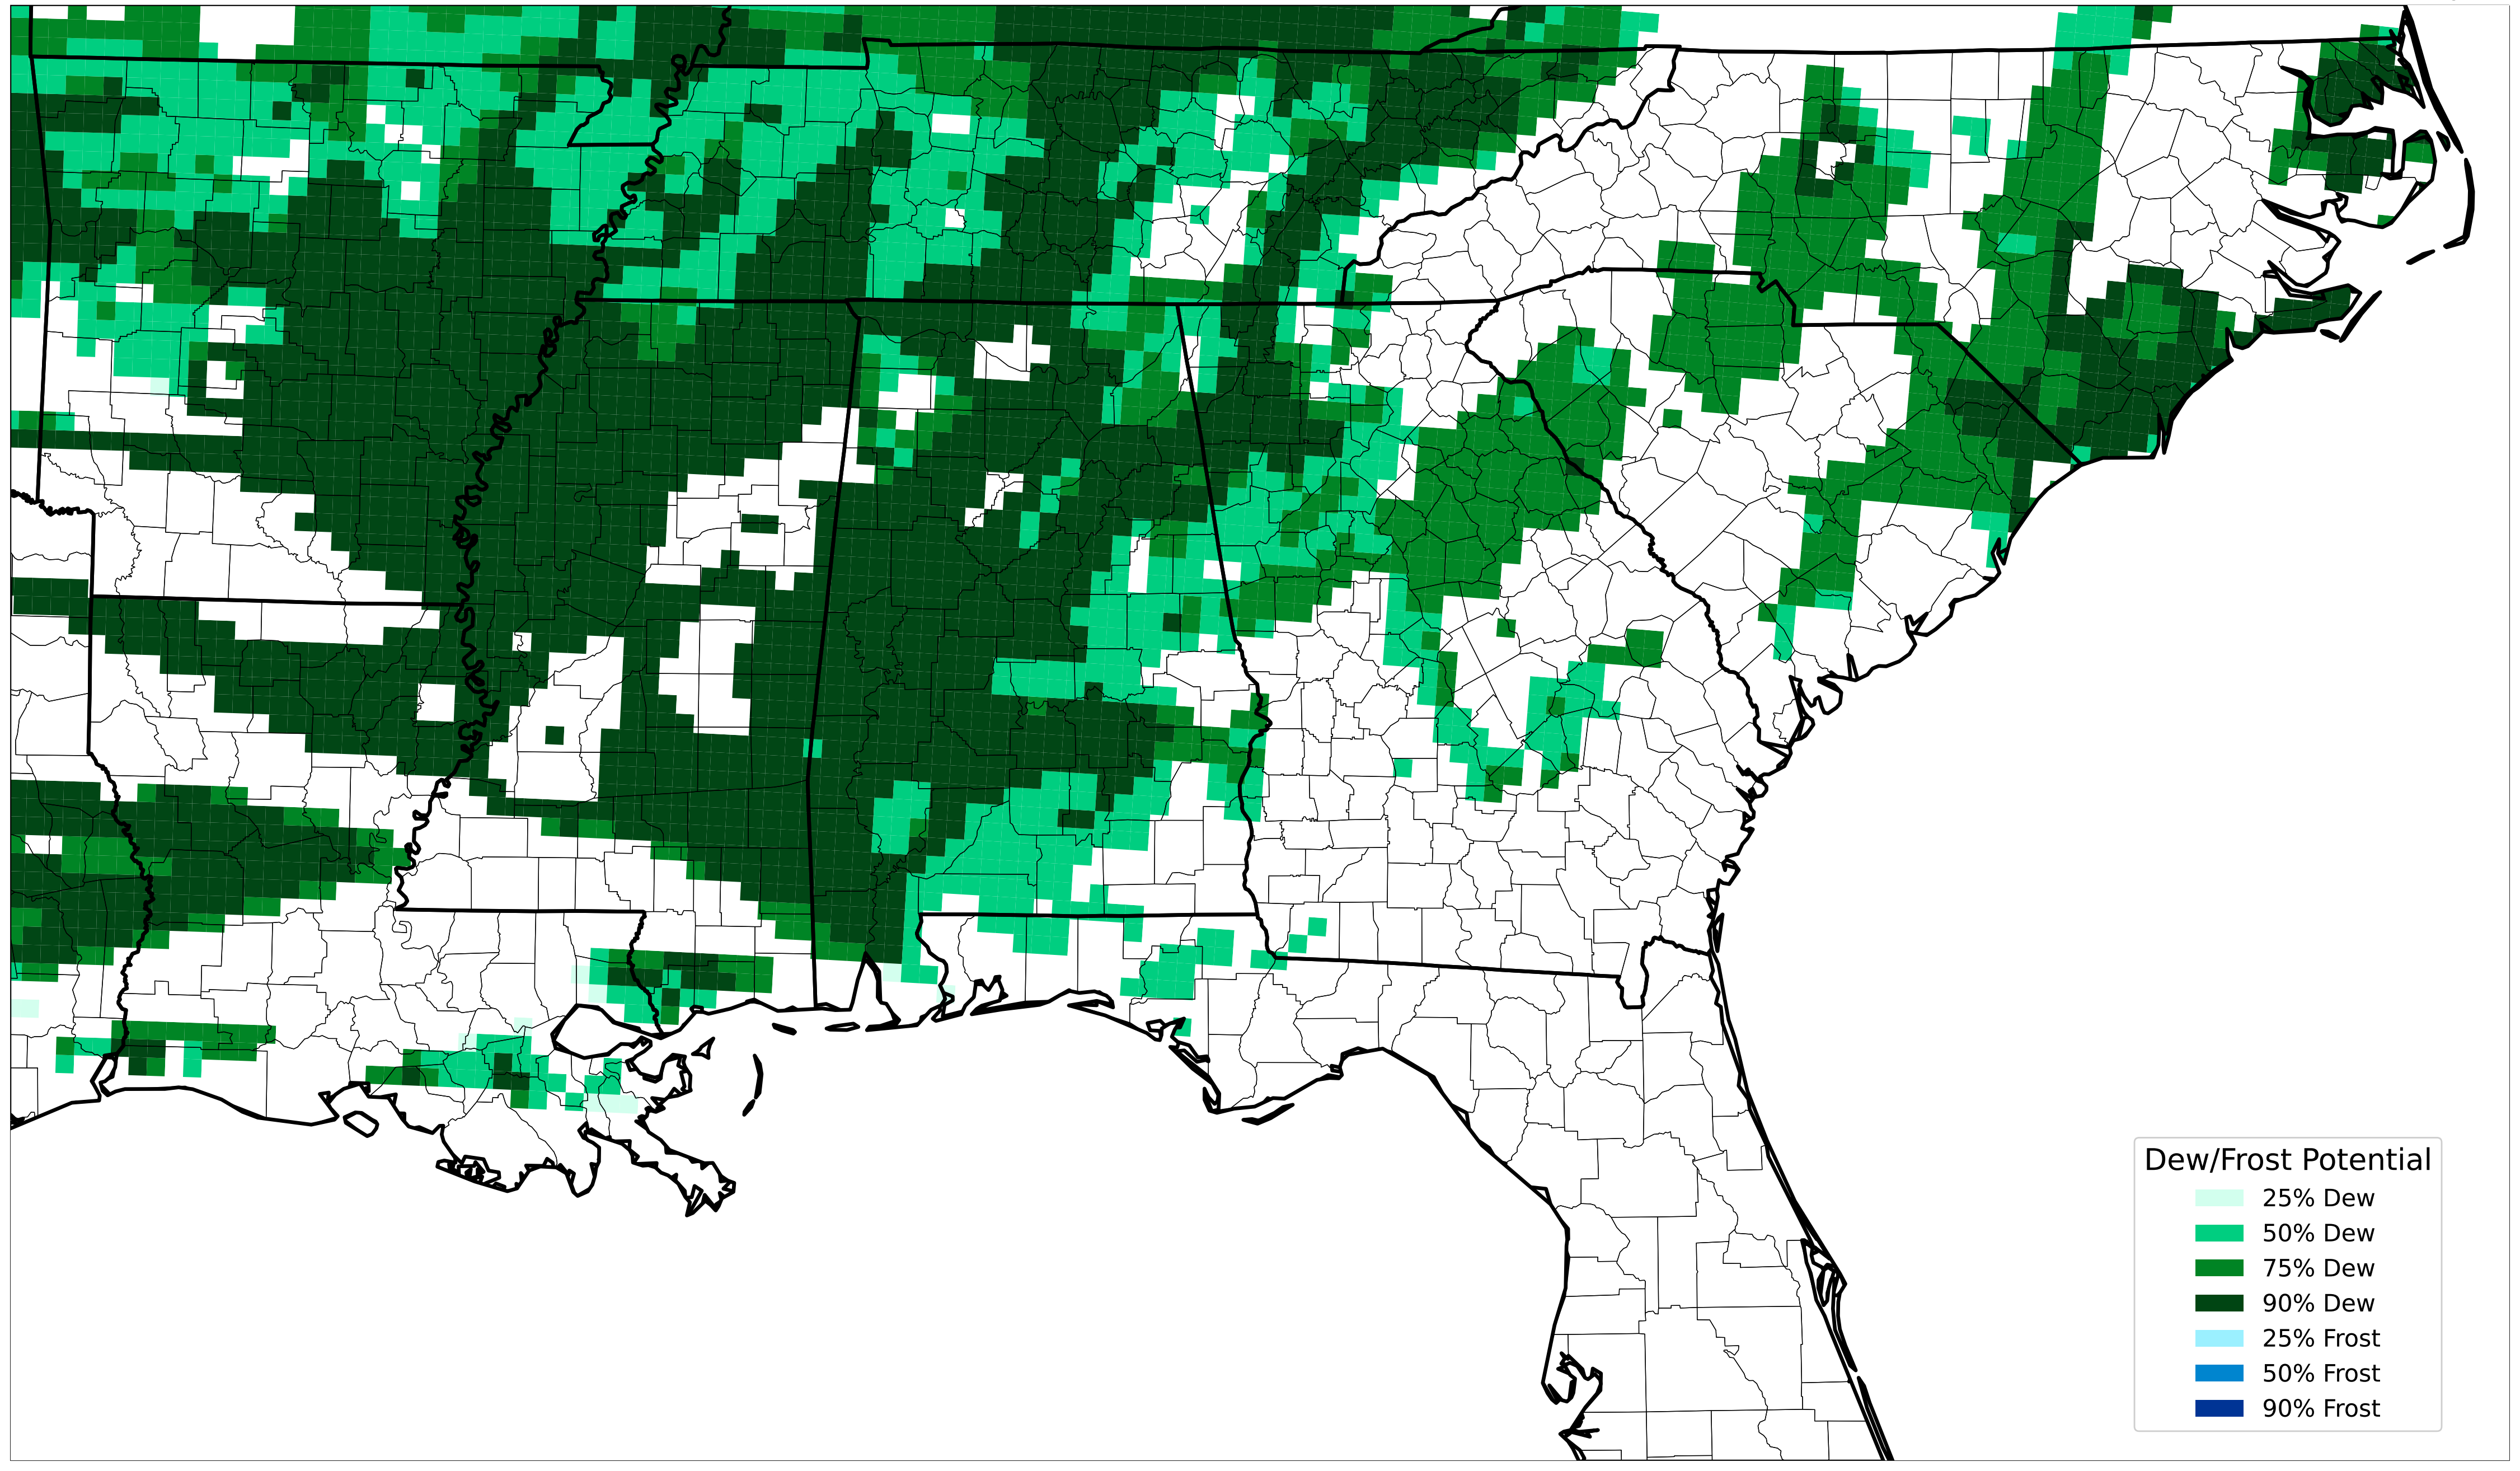 Dew/Frost Potential
25% Dew
50% Dew
75% Dew
90% Dew
25% Frost
50% Frost
90% Frost